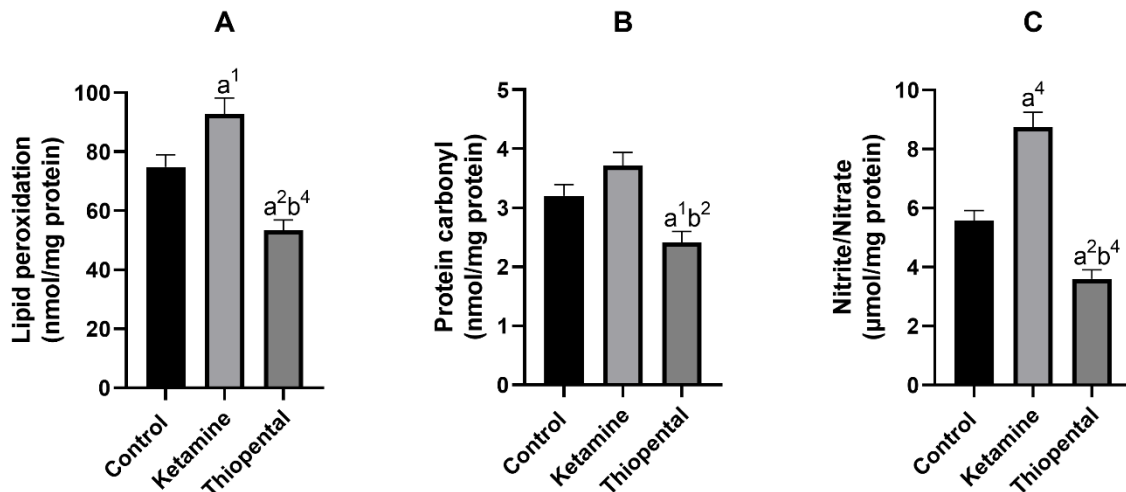 A
Lipid peroxidation
(nmol/mg protein)
100
80
60
40
20
0
a¹
a²b⁴
Control
Ketamine
Thiopental
B
Protein carbonyl
(nmol/mg protein)
5
4
3
2
1
0
a¹b²
Control
Ketamine
Thiopental
C
Nitrite/Nitrate
(µmol/mg protein)
10
8
6
4
2
0
a⁴
a²b⁴
Control
Ketamine
Thiopental